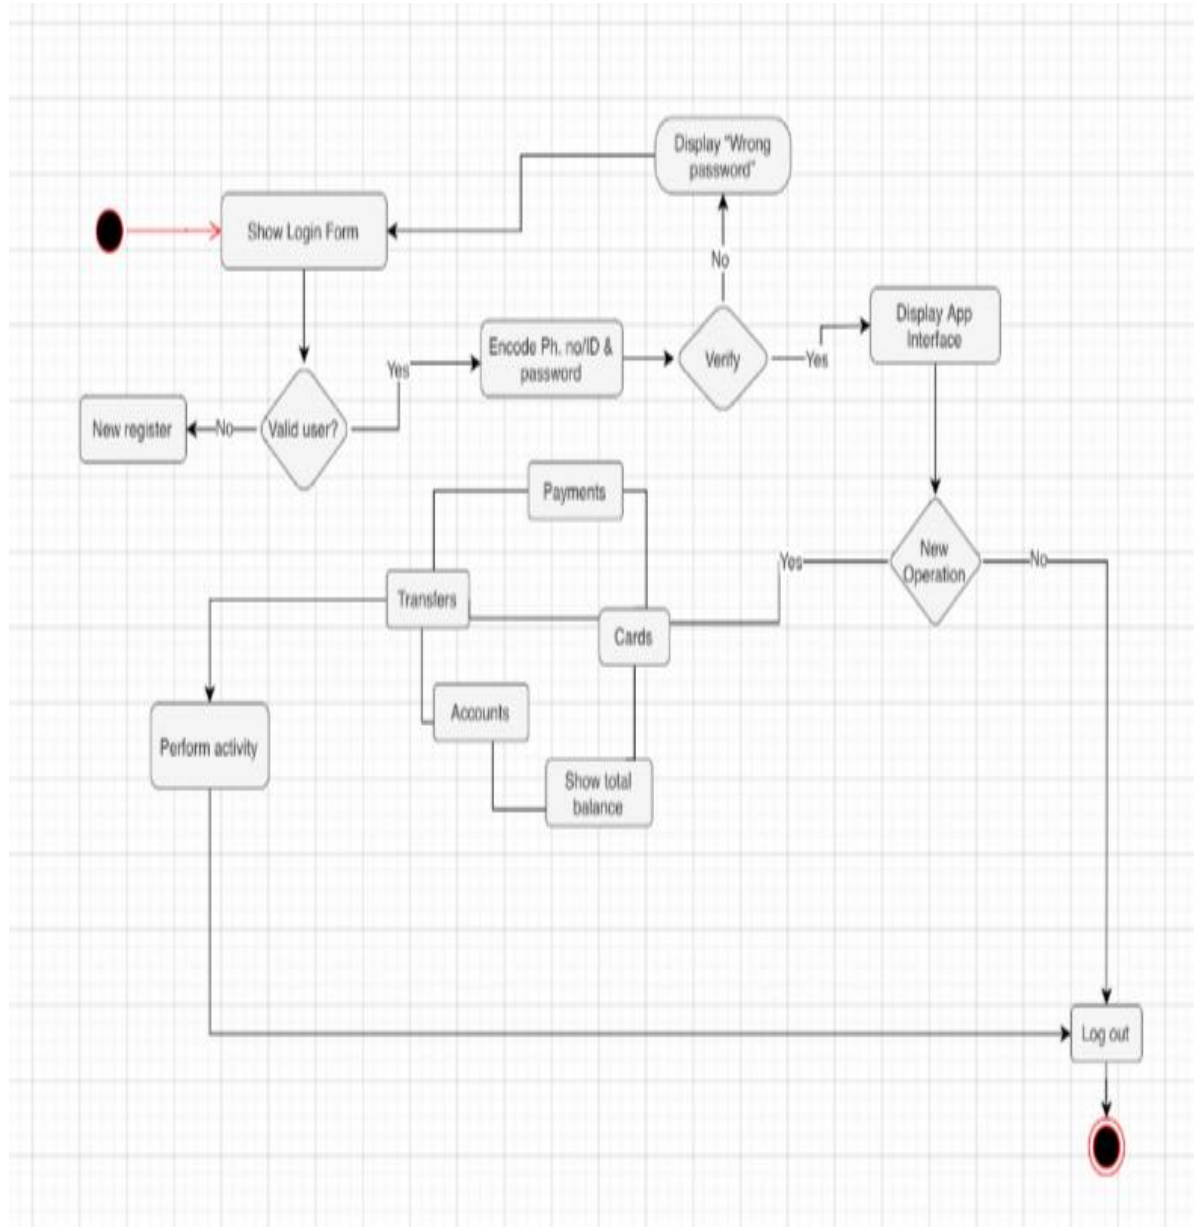 Display "Wrong
password"
Show Login Form
No
Display App
Interface
Encode Ph. no/ID &
password
Verify
Yes
Yes
New register
No
Valid user?
Payments
New
Operation
Yes
No
Transfers
Cards
Accounts
Perform activity
Show total
balance
Log out